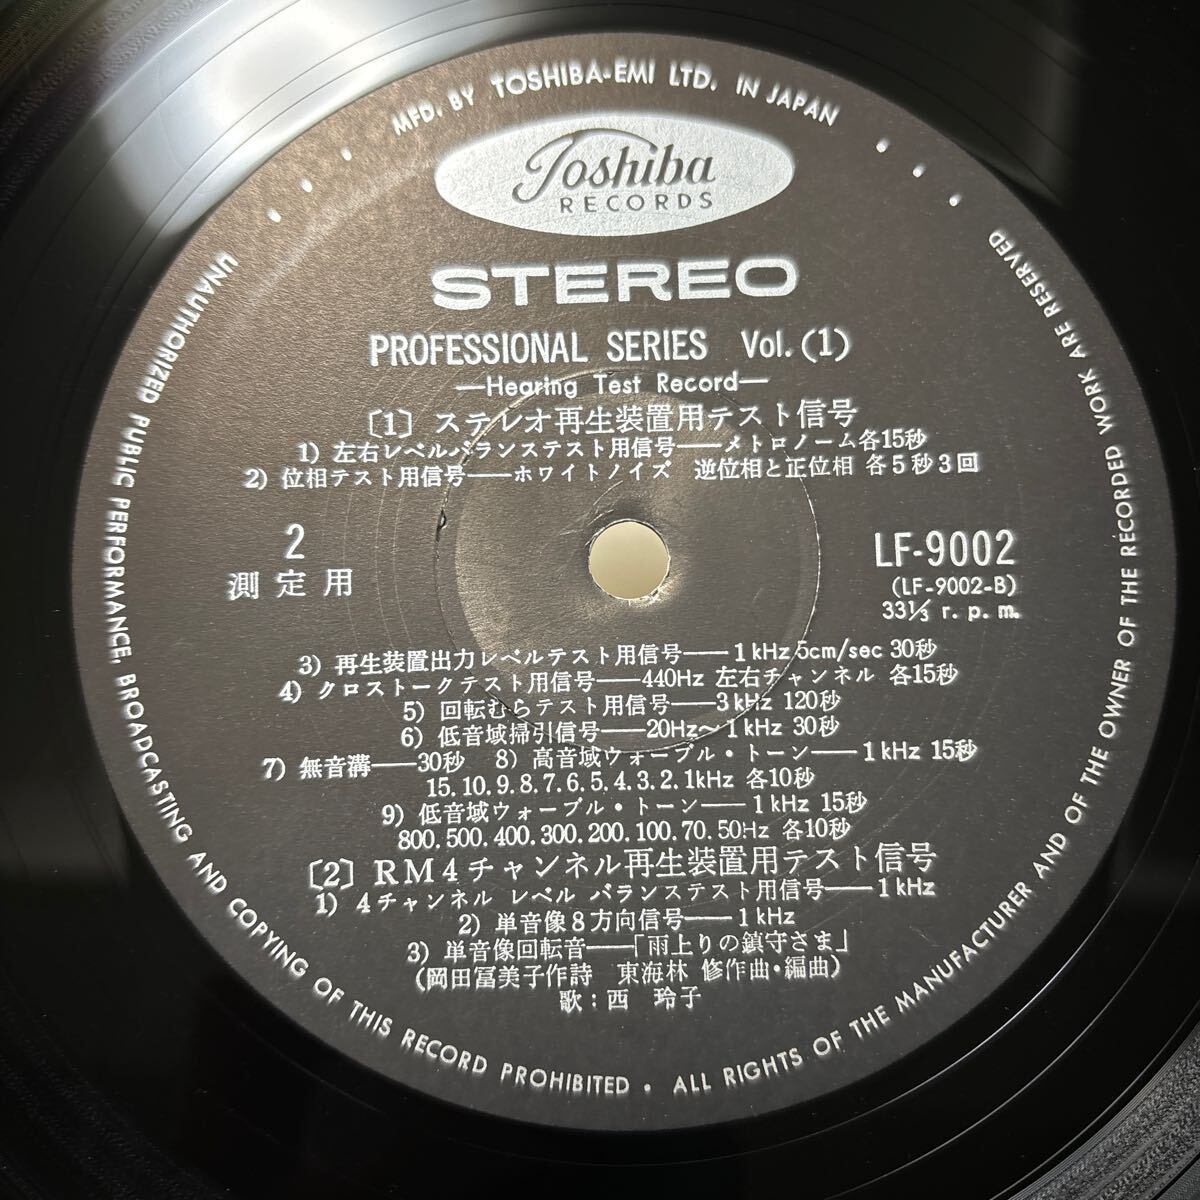 MFD. BY TOSHIBA-EMI LTD. IN JAPAN
Toshiba
RECORDS
STEREO
PROFESSIONAL SERIES Vol. (1)
—Hearing Test Record—
〔1〕ステレオ再生装置用テスト信号
1) 左右レベルバランステスト用信号——メトロノーム各15秒
2) 位相テスト用信号——ホワイトノイズ 逆位相と正位相 各5秒3回
2
測定用
LF-9002
(LF-9002-B)
33⅓ r.p.m.
3) 再生装置出力レベルテスト用信号——1kHz 5cm/sec 30秒
4) クロストークテスト用信号——440Hz 左右チャンネル 各15秒
5) 回転むらテスト用信号——3kHz 120秒
6) 低音域掃引信号——20Hz〜1kHz 30秒
7) 無音溝——30秒 8) 高音域ウォーブル・トーン——1kHz 15秒
15.10.9.8.7.6.5.4.3.2.1kHz 各10秒
9) 低音域ウォーブル・トーン——1kHz 15秒
800.500.400.300.200.100.70.50Hz 各10秒
〔2〕RM4チャンネル再生装置用テスト信号
1) 4チャンネル レベル バランステスト用信号——1kHz
2) 単音像8方向信号——1kHz
3) 単音像回転音——「雨上りの鎮守さま」
(岡田冨美子作詩 東海林 修作曲・編曲)
歌：西 玲子
UNAUTHORIZED PUBLIC PERFORMANCE, BROADCASTING AND COPYING OF THIS RECORD PROHIBITED • ALL RIGHTS OF THE MANUFACTURER AND OF THE OWNER OF THE RECORDED WORK ARE RESERVED